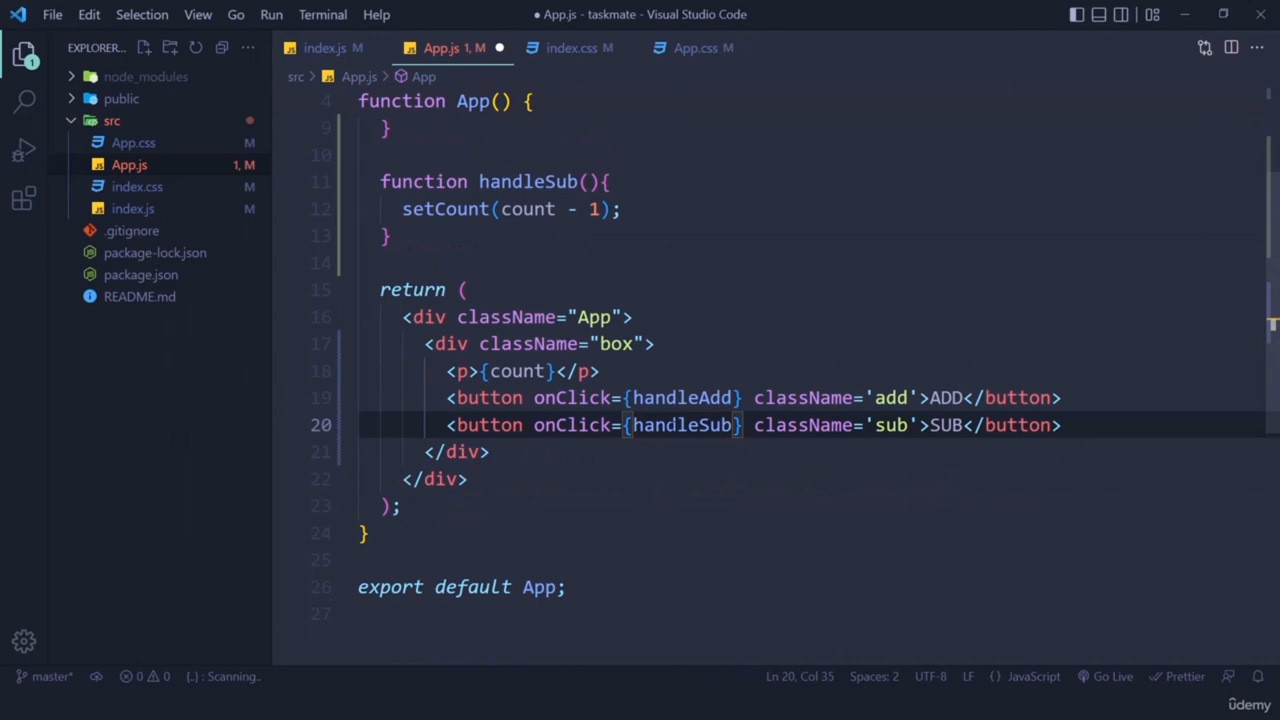 File Edit Selection View Go Run Terminal Help
● App.js - taskmate - Visual Studio Code
EXPLORER...
node_modules
public
src
App.css M
App.js 1, M
index.css M
index.js M
.gitignore
package-lock.json
package.json
README.md
1
index.js M App.js 1, M index.css M App.css M
src > App.js > App
4 function App() {
9 }
10
11 function handleSub(){
12 setCount(count - 1);
13 }
14
15 return (
16 <div className="App">
17 <div className="box">
18 <p>{count}</p>
19 <button onClick={handleAdd} className='add'>ADD</button>
20 <button onClick={handleSub} className='sub'>SUB</button>
21 </div>
22 </div>
23 );
24 }
25
26 export default App;
27
master* 0 0 {..} : Scanning.. Ln 20, Col 35 Spaces: 2 UTF-8 LF {} JavaScript Go Live Prettier
ûdemy